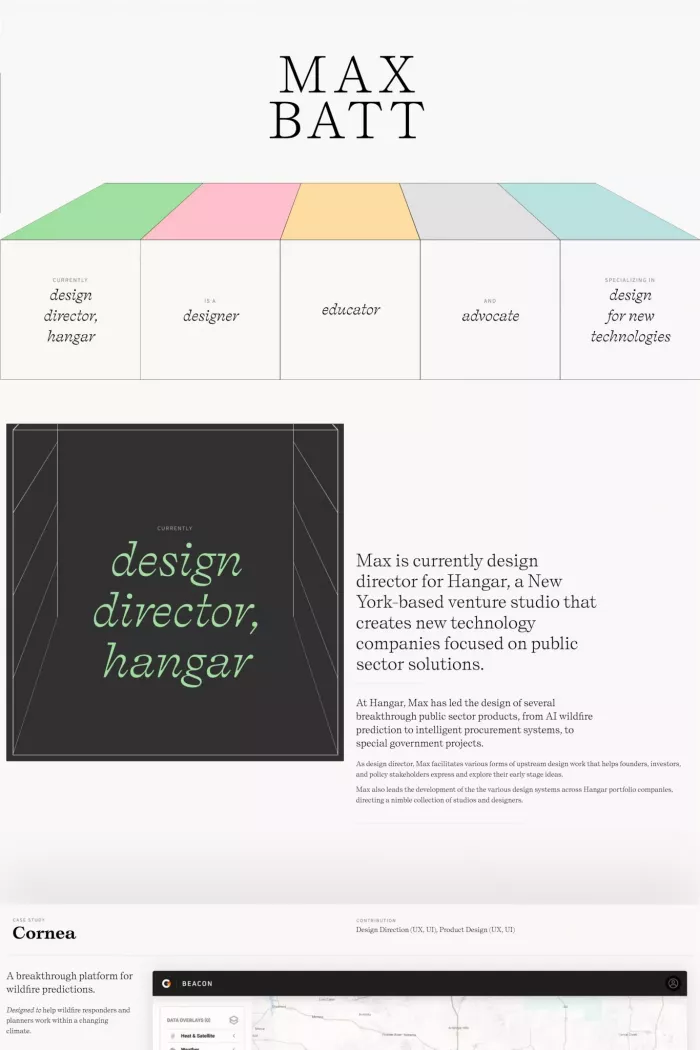 MAX
BATT
CURRENTLY
design
director,
hangar
IS A
designer
educator
AND
advocate
SPECIALIZING IN
design
for new
technologies
CURRENTLY
design
director,
hangar
Max is currently design
director for Hangar, a New
York-based venture studio that
creates new technology
companies focused on public
sector solutions.
At Hangar, Max has led the design of several
breakthrough public sector products, from AI wildfire
prediction to intelligent procurement systems, to
special government projects.
As design director, Max facilitates various forms of upstream design work that helps founders, investors,
and policy stakeholders express and explore their early stage ideas.
Max also leads the development of the the various design systems across Hangar portfolio companies,
directing a nimble collection of studios and designers.
CASE STUDY
Cornea
CONTRIBUTION
Design Direction (UX, UI), Product Design (UX, UI)
A breakthrough platform for
wildfire predictions.
Designed to help wildfire responders and
planners work within a changing
climate.
BEACON
DATA OVERLAYS
Heat & Satellite